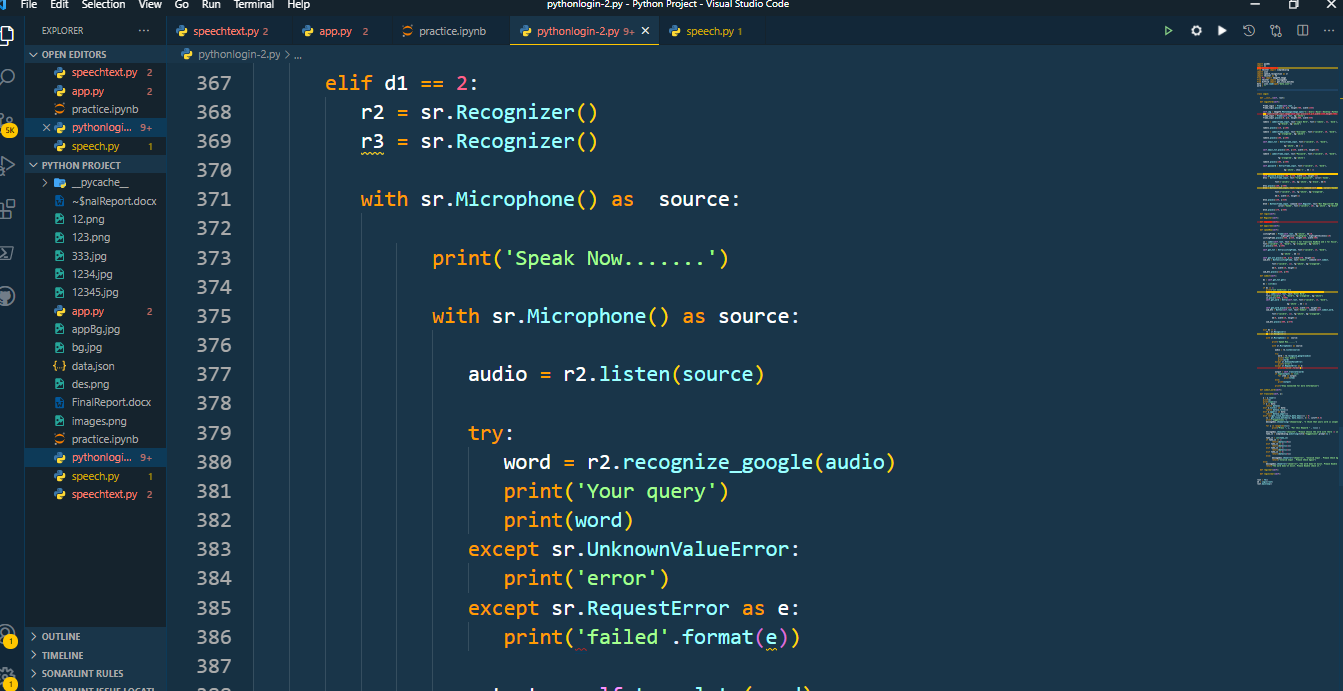 File Edit Selection View Go Run Terminal Help pythonlogin-2.py - Python Project - Visual Studio Code
EXPLORER ···
speechtext.py 2 app.py 2 practice.ipynb pythonlogin-2.py 9+ × speech.py 1
OPEN EDITORS
speechtext.py 2
app.py 2
practice.ipynb
× pythonlogi... 9+
speech.py 1
PYTHON PROJECT
__pycache__
~$nalReport.docx
12.png
123.png
333.jpg
1234.jpg
12345.jpg
app.py 2
appBg.jpg
bg.jpg
data.json
des.png
FinalReport.docx
images.png
practice.ipynb
pythonlogi... 9+
speech.py 1
speechtext.py 2
OUTLINE
TIMELINE
SONARLINT RULES
5K
1
1
pythonlogin-2.py > ...
367 elif d1 == 2:
368 r2 = sr.Recognizer()
369 r3 = sr.Recognizer()
370
371 with sr.Microphone() as  source:
372
373 print('Speak Now.......')
374
375 with sr.Microphone() as source:
376
377 audio = r2.listen(source)
378
379 try:
380 word = r2.recognize_google(audio)
381 print('Your query')
382 print(word)
383 except sr.UnknownValueError:
384 print('error')
385 except sr.RequestError as e:
386 print('failed'.format(e))
387